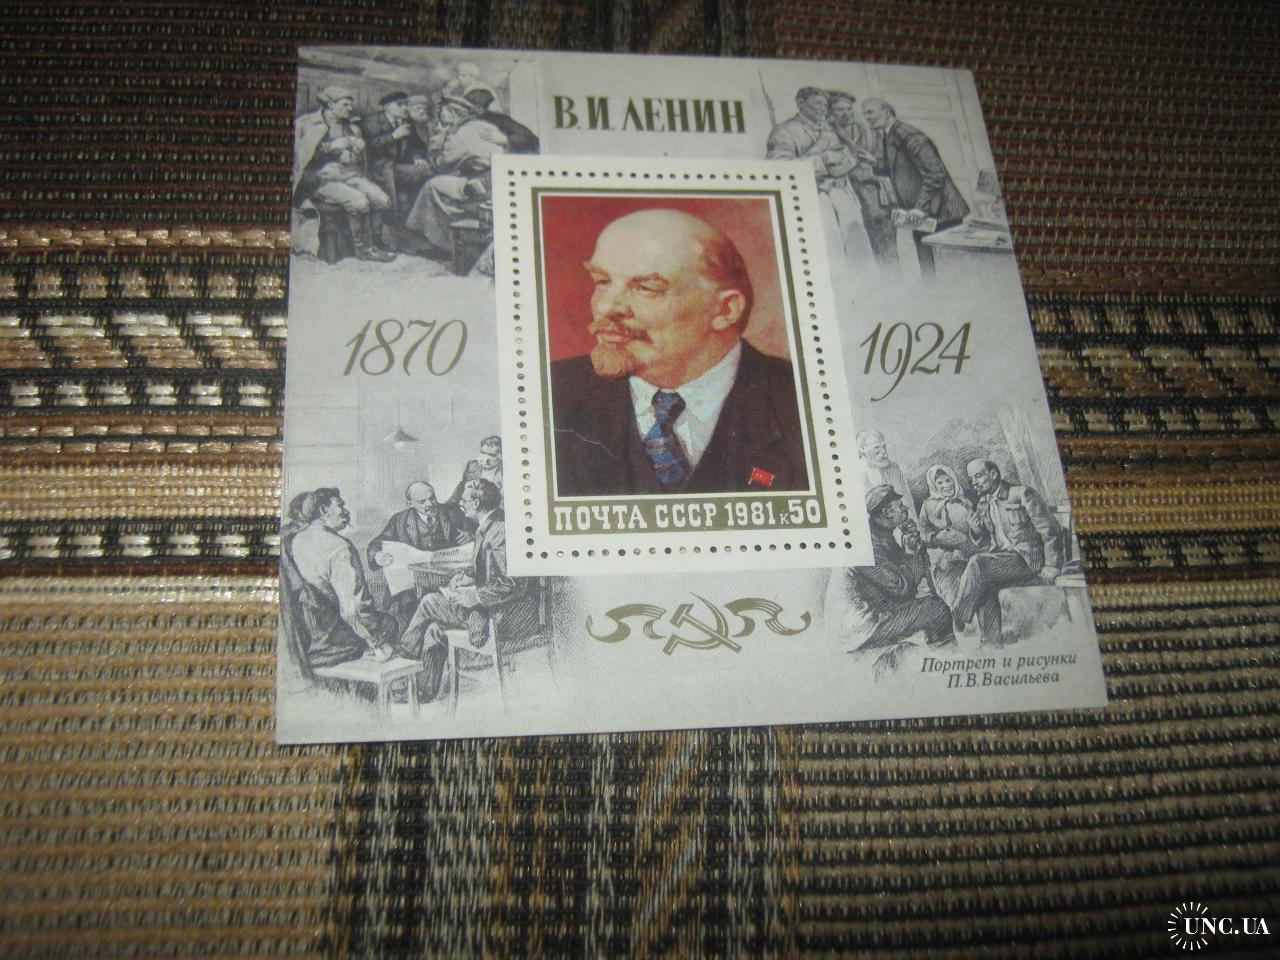 В.И.ЛЕНИН
1870
1924
ПОЧТА СССР 1981 к50
Портрет и рисунки
П.В.Васильева
UNC.UA